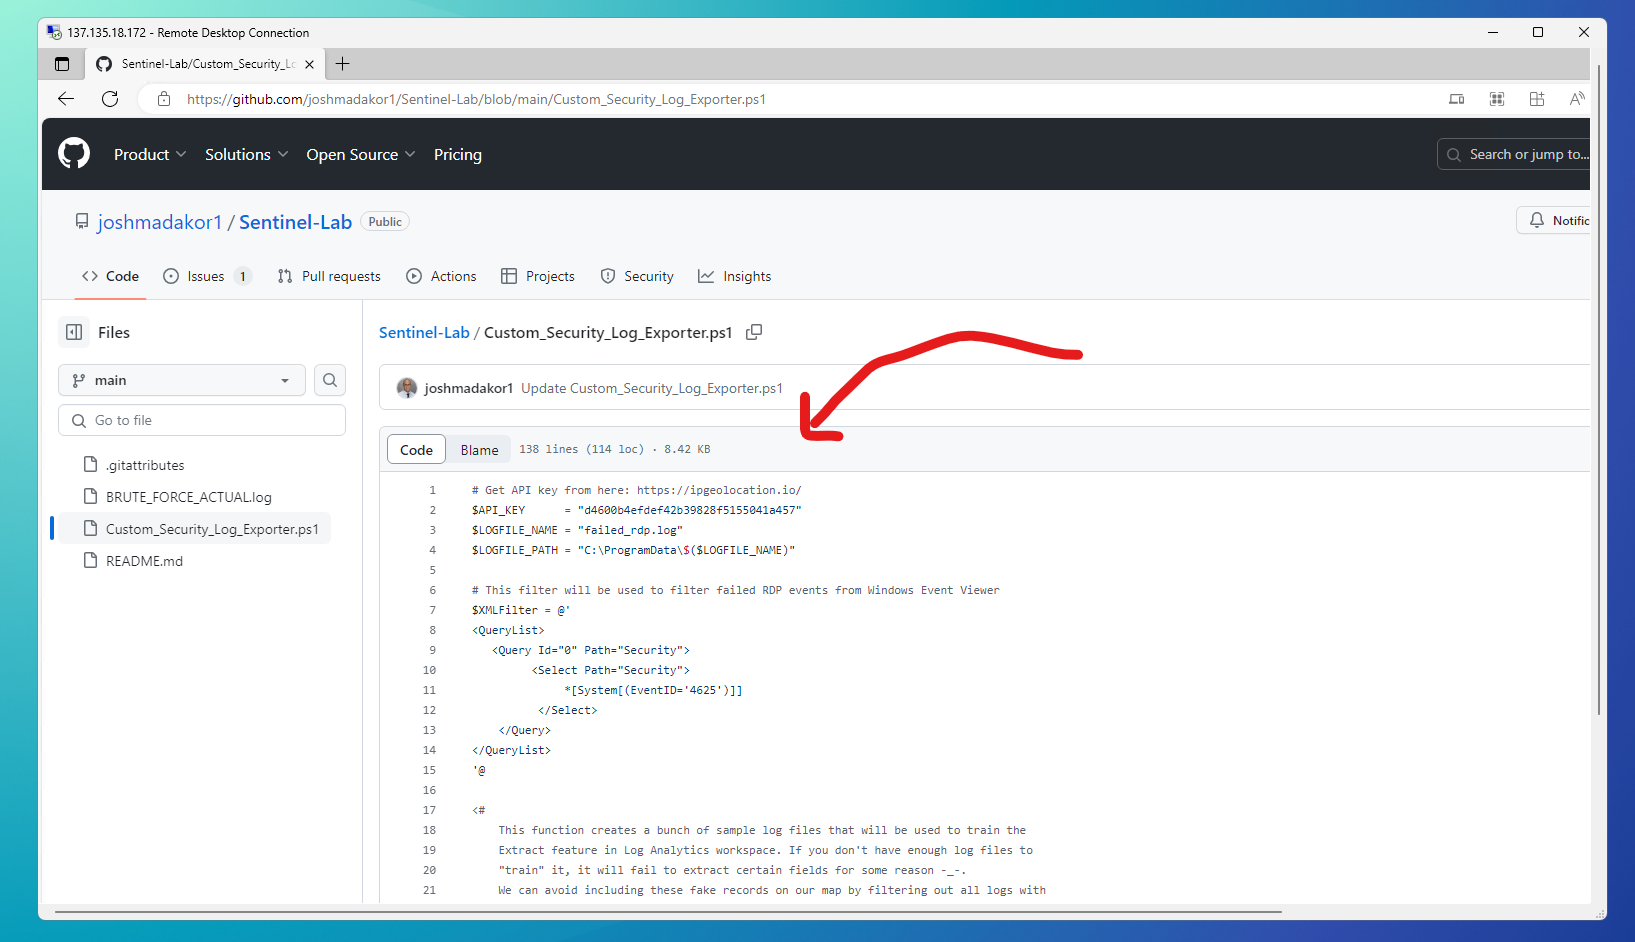 137.135.18.172 - Remote Desktop Connection
Sentinel-Lab/Custom_Security_Lo
https://github.com/joshmadakor1/Sentinel-Lab/blob/main/Custom_Security_Log_Exporter.ps1
Product Solutions Open Source Pricing Search or jump to...
joshmadakor1 / Sentinel-Lab Public Notific
Code Issues 1 Pull requests Actions Projects Security Insights
Files
main
Go to file
.gitattributes
BRUTE_FORCE_ACTUAL.log
Custom_Security_Log_Exporter.ps1
README.md
Sentinel-Lab / Custom_Security_Log_Exporter.ps1
joshmadakor1 Update Custom_Security_Log_Exporter.ps1
Code Blame 138 lines (114 loc) · 8.42 KB
1 # Get API key from here: https://ipgeolocation.io/
2 $API_KEY      = "d4600b4efdef42b39828f5155041a457"
3 $LOGFILE_NAME = "failed_rdp.log"
4 $LOGFILE_PATH = "C:\ProgramData\$($LOGFILE_NAME)"
5
6 # This filter will be used to filter failed RDP events from Windows Event Viewer
7 $XMLFilter = @'
8 <QueryList>
9 <Query Id="0" Path="Security">
10 <Select Path="Security">
11 *[System[(EventID='4625')]]
12 </Select>
13 </Query>
14 </QueryList>
15 '@
16
17 <#
18 This function creates a bunch of sample log files that will be used to train the
19 Extract feature in Log Analytics workspace. If you don't have enough log files to
20 "train" it, it will fail to extract certain fields for some reason -_-.
21 We can avoid including these fake records on our map by filtering out all logs with